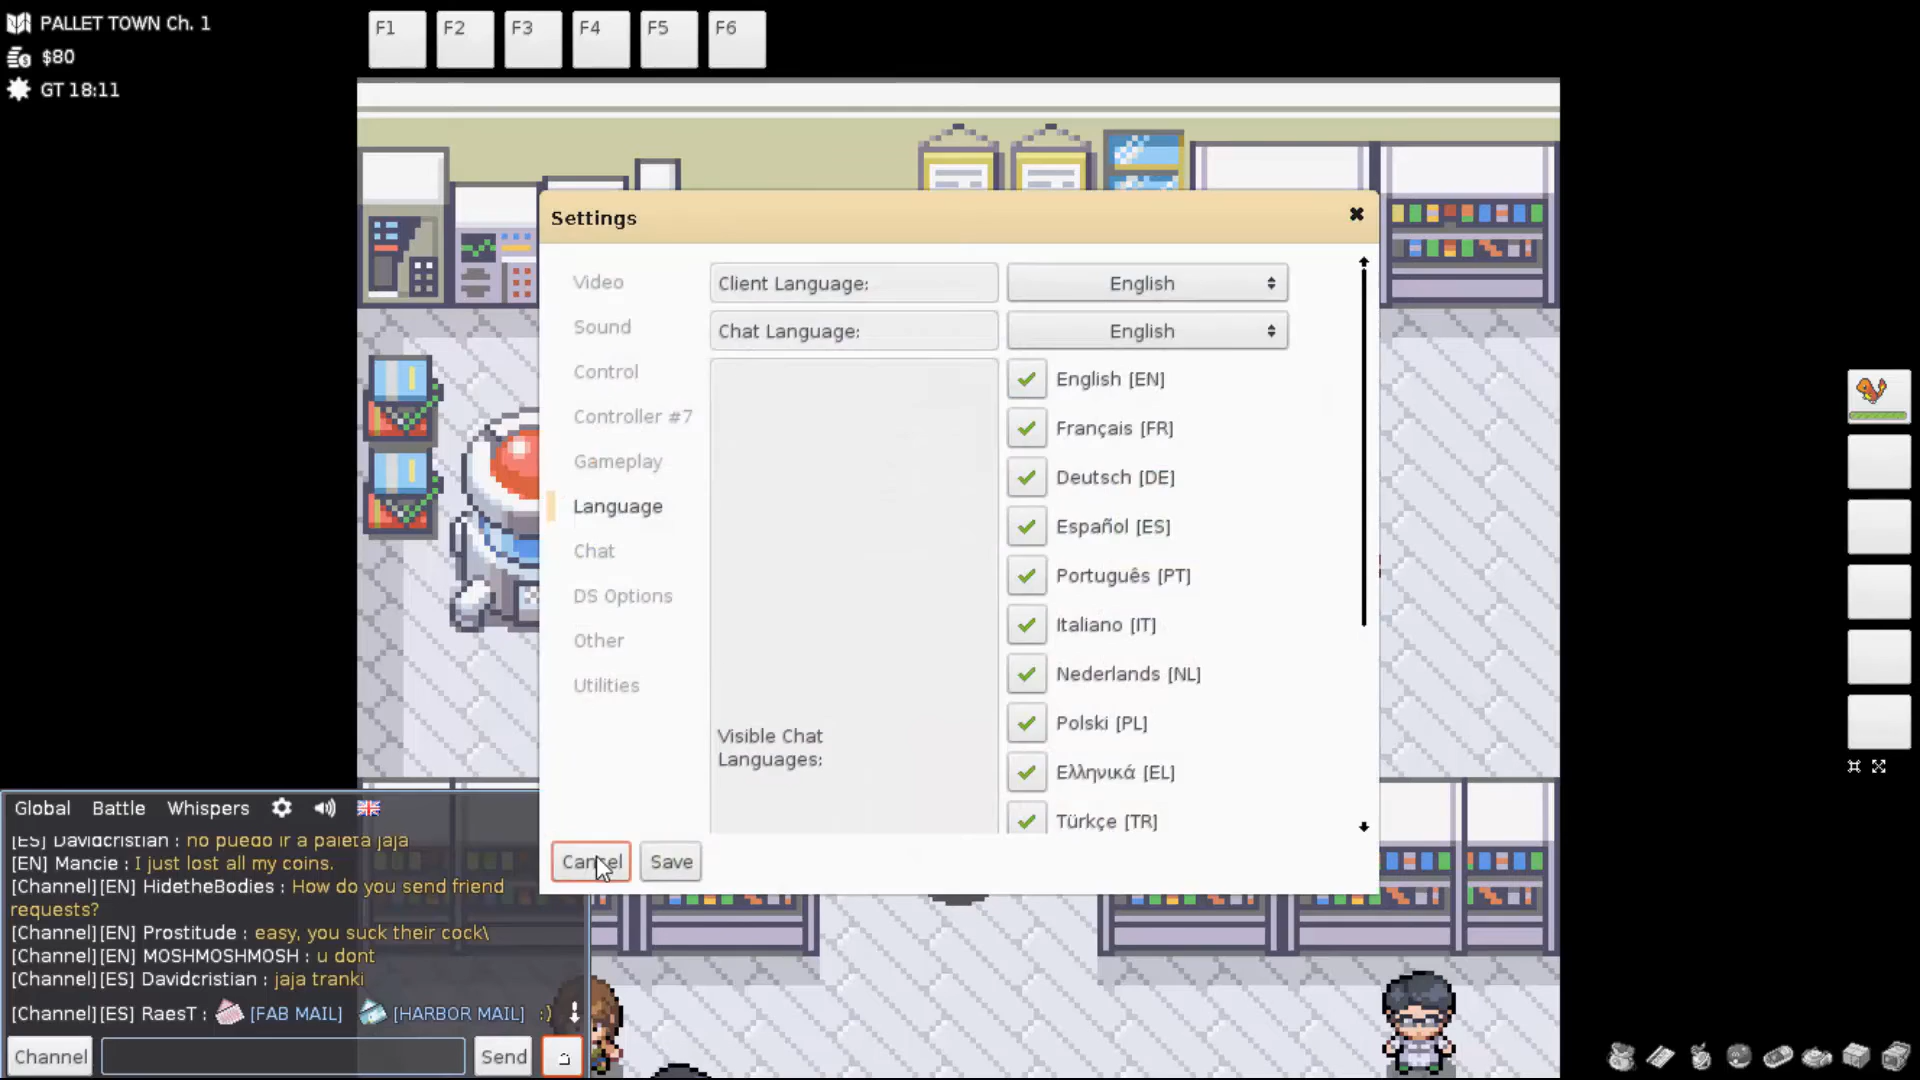 PALLET TOWN Ch. 1
$80
GT 18:11
F1
F2
F3
F4
F5
F6
Settings
Video
Sound
Control
Controller #7
Gameplay
Language
Chat
DS Options
Other
Utilities
Client Language:
English
Chat Language:
English
Visible Chat
Languages:
English [EN]
Français [FR]
Deutsch [DE]
Español [ES]
Português [PT]
Italiano [IT]
Nederlands [NL]
Polski [PL]
Ελληνικά [EL]
Türkçe [TR]
Cancel
Save
Global
Battle
Whispers
[ES] Davidcristian : no puedo ir a paleta jaja
[EN] Mancie : I just lost all my coins.
[Channel][EN] HidetheBodies : How do you send friend
requests?
[Channel][EN] Prostitude : easy, you suck their cock\
[Channel][EN] MOSHMOSHMOSH : u dont
[Channel][ES] Davidcristian : jaja tranki
[Channel][ES] RaesT : [FAB MAIL] [HARBOR MAIL] :)
Channel
Send